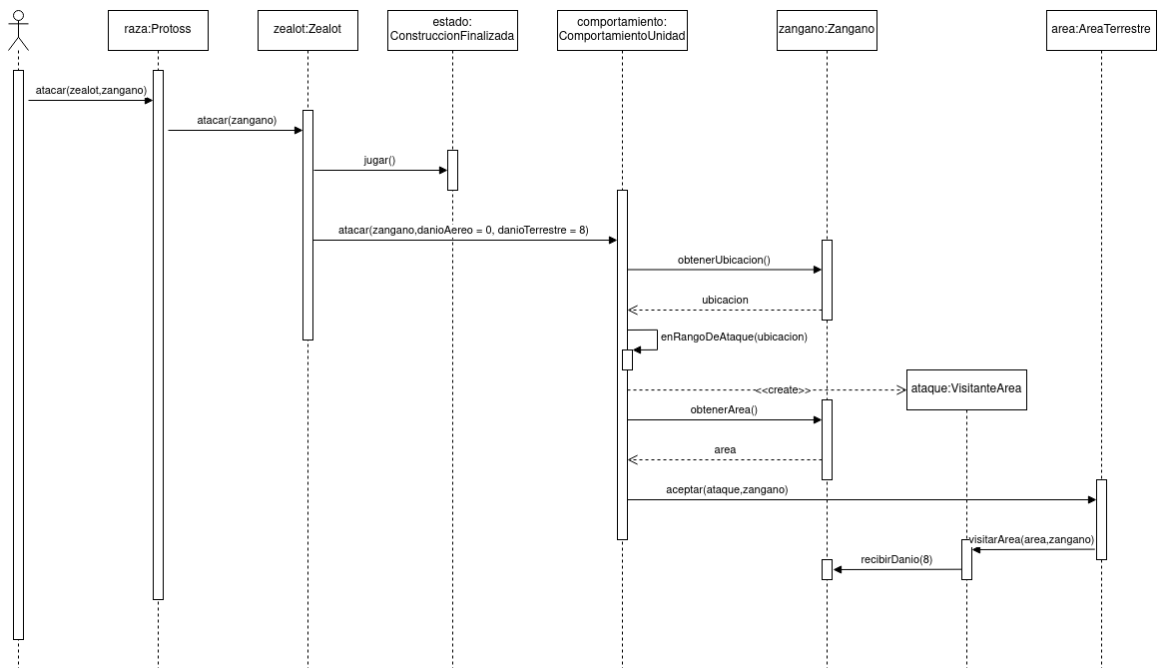 raza:Protoss
zealot:Zealot
estado:
ConstruccionFinalizada
comportamiento:
ComportamientoUnidad
zangano:Zangano
area:AreaTerrestre
atacar(zealot,zangano)
atacar(zangano)
jugar()
atacar(zangano,danioAereo = 0, danioTerrestre = 8)
obtenerUbicacion()
ubicacion
enRangoDeAtaque(ubicacion)
<<create>>
ataque:VisitanteArea
obtenerArea()
area
aceptar(ataque,zangano)
visitarArea(area,zangano)
recibirDanio(8)